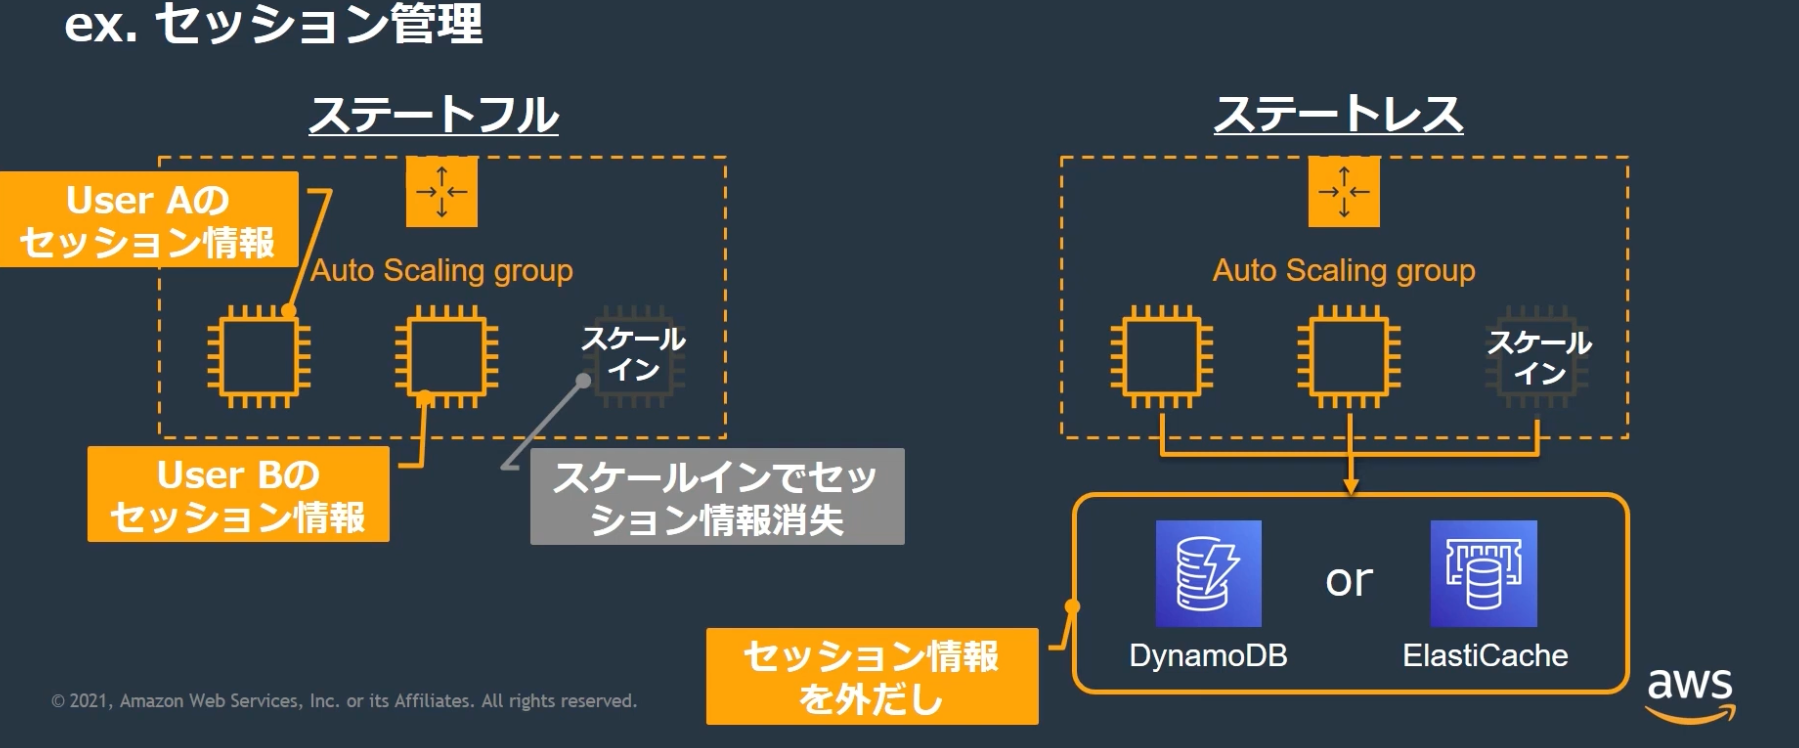 ex. セッション管理
ステートフル
User Aの
セッション情報
Auto Scaling group
スケール
イン
User Bの
セッション情報
スケールインでセッ
ション情報消失
ステートレス
Auto Scaling group
スケール
イン
DynamoDB
or
ElastiCache
セッション情報
を外だし
© 2021, Amazon Web Services, Inc. or its Affiliates. All rights reserved.
aws